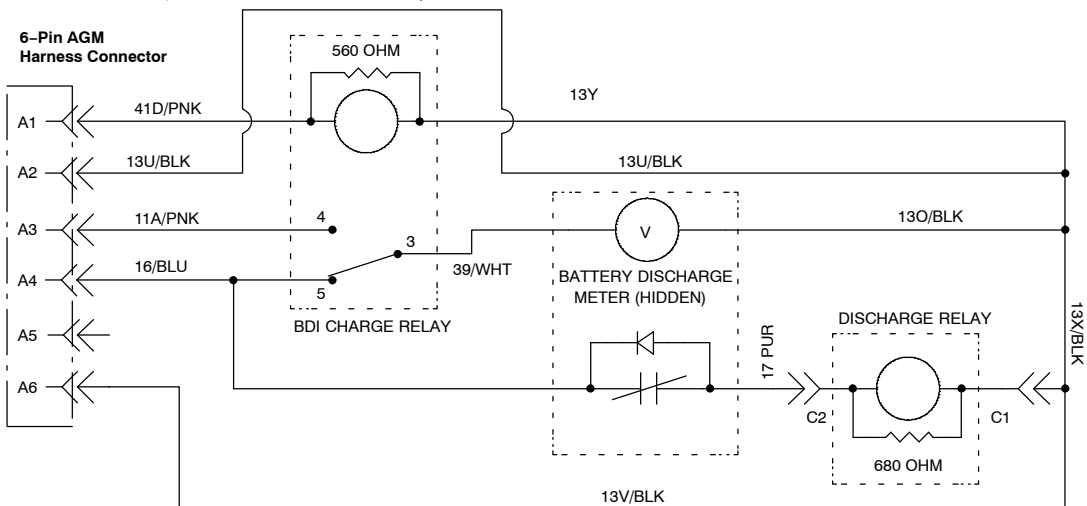 6-Pin AGM
Harness Connector
560 OHM
A1
41D/PNK
13Y
A2
13U/BLK
13U/BLK
A3
11A/PNK
4
3
V
13O/BLK
A4
16/BLU
5
39/WHT
BATTERY DISCHARGE
METER (HIDDEN)
BDI CHARGE RELAY
DISCHARGE RELAY
13X/BLK
A5
17 PUR
A6
C2
C1
680 OHM
13V/BLK